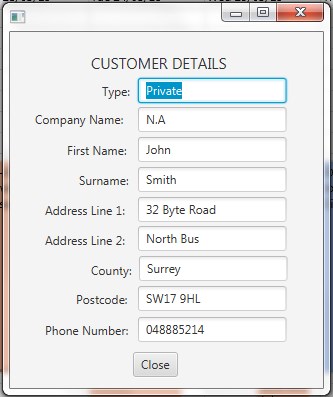 CUSTOMER DETAILS
Type: Private
Company Name: N.A
First Name: John
Surname: Smith
Address Line 1: 32 Byte Road
Address Line 2: North Bus
County: Surrey
Postcode: SW17 9HL
Phone Number: 048885214
Close